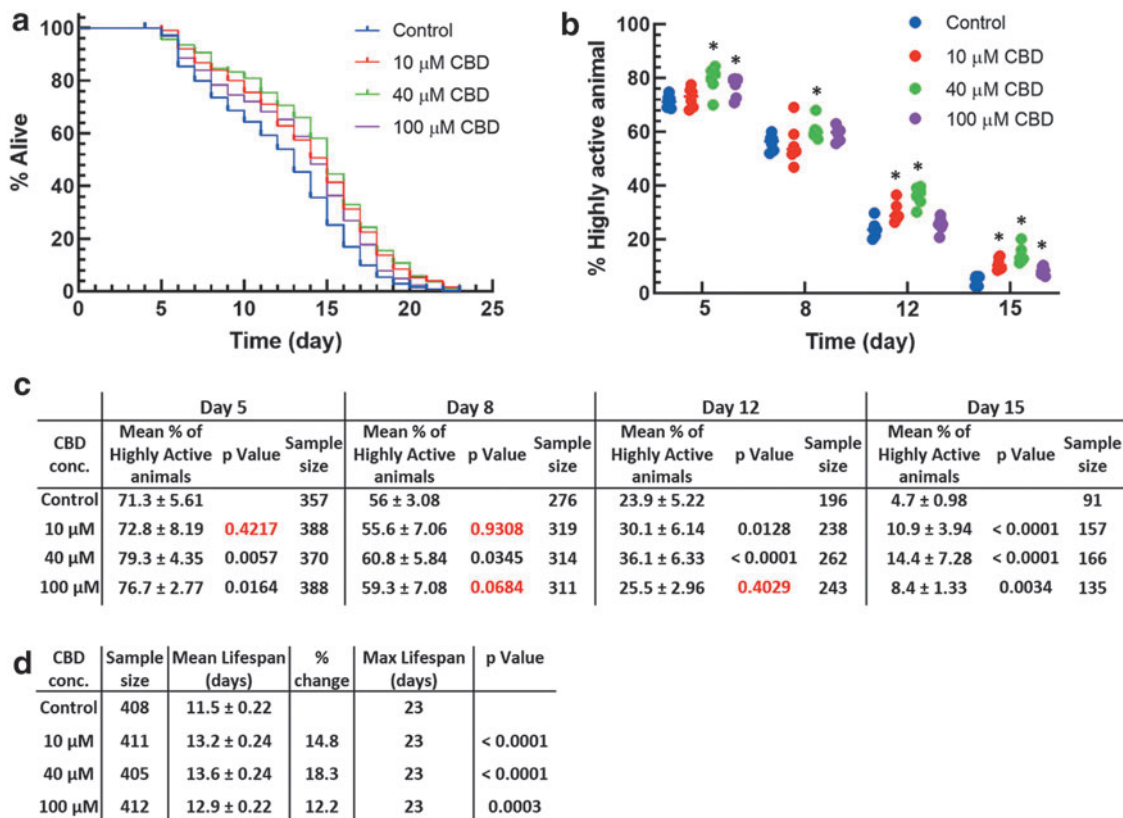 a
% Alive
100
80
60
40
20
0
0 5 10 15 20 25
Time (day)
Control
10 μM CBD
40 μM CBD
100 μM CBD
b
% Highly active animal
100
80
60
40
20
0
* *
*
* *
* * *
5 8 12 15
Time (day)
Control
10 μM CBD
40 μM CBD
100 μM CBD
c
Day 5 Day 8 Day 12 Day 15
CBD conc. Mean % of Highly Active animals p Value Sample size Mean % of Highly Active animals p Value Sample size Mean % of Highly Active animals p Value Sample size Mean % of Highly Active animals p Value Sample size
Control 71.3 ± 5.61 357 56 ± 3.08 276 23.9 ± 5.22 196 4.7 ± 0.98 91
10 μM 72.8 ± 8.19 0.4217 388 55.6 ± 7.06 0.9308 319 30.1 ± 6.14 0.0128 238 10.9 ± 3.94 < 0.0001 157
40 μM 79.3 ± 4.35 0.0057 370 60.8 ± 5.84 0.0345 314 36.1 ± 6.33 < 0.0001 262 14.4 ± 7.28 < 0.0001 166
100 μM 76.7 ± 2.77 0.0164 388 59.3 ± 7.08 0.0684 311 25.5 ± 2.96 0.4029 243 8.4 ± 1.33 0.0034 135
d
CBD conc. Sample size Mean Lifespan (days) % change Max Lifespan (days) p Value
Control 408 11.5 ± 0.22 23
10 μM 411 13.2 ± 0.24 14.8 23 < 0.0001
40 μM 405 13.6 ± 0.24 18.3 23 < 0.0001
100 μM 412 12.9 ± 0.22 12.2 23 0.0003